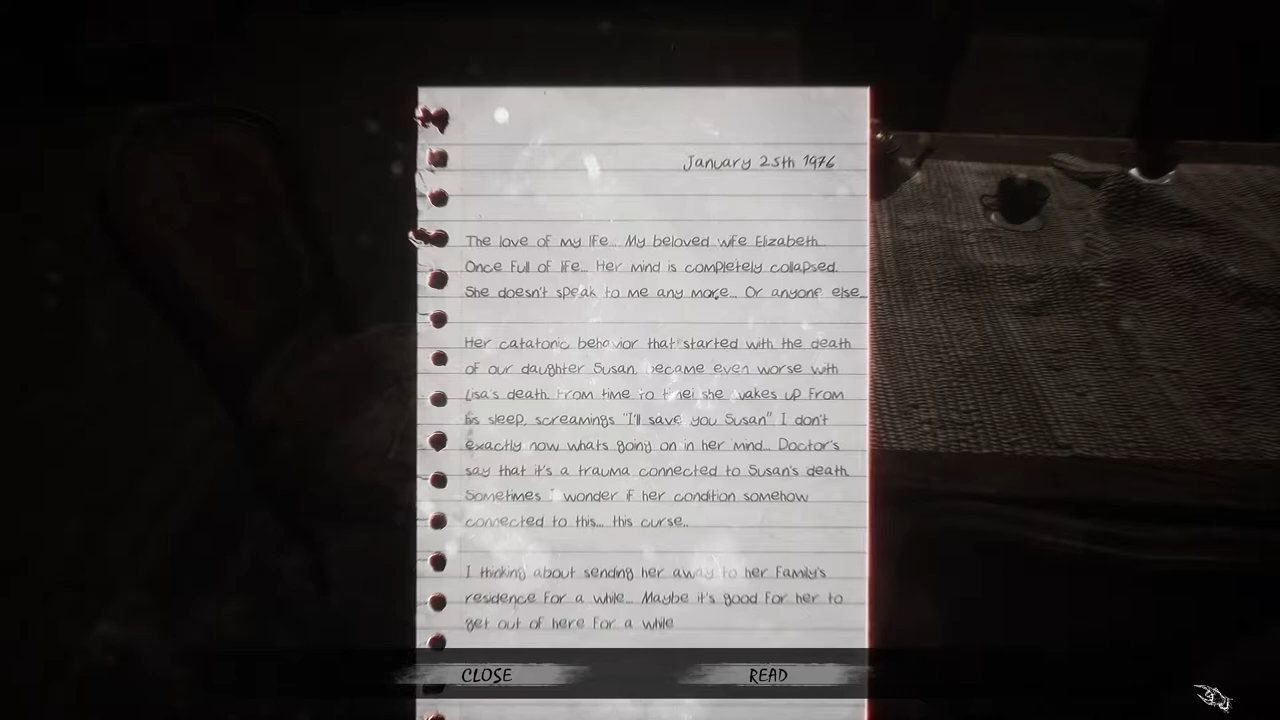 January 25th 1976
The love of my life... My beloved wife Elizabeth...
Once full of life... Her mind is completely collapsed.
She doesn't speak to me any more... Or anyone else...
Her catatonic behavior that started with the death
of our daughter Susan, became even worse with
Lisa's death. From time to time, she wakes up from
his sleep, screamings "I'll save you Susan" I don't
exactly now whats going on in her mind... Doctor's
say that it's a trauma connected to Susan's death.
Sometimes I wonder if her condition somehow
connected to this... this curse..
I thinking about sending her away to her family's
residence for a while... Maybe it's good for her to
get out of here for a while
CLOSE
READ